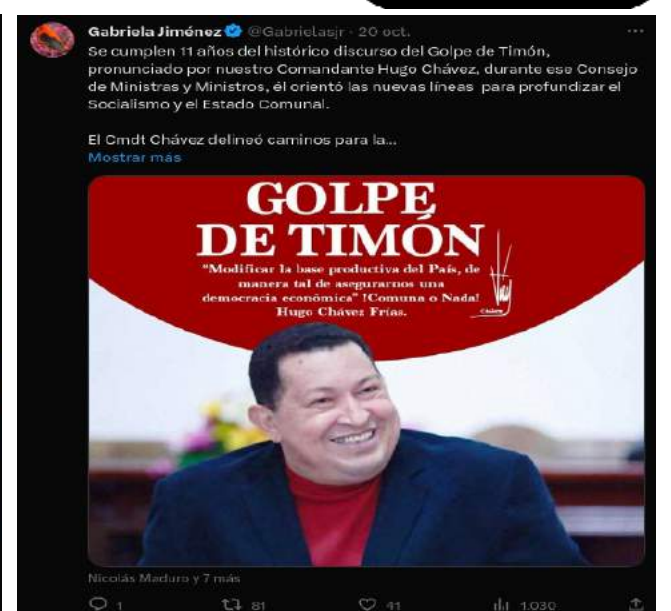 Gabriela Jiménez @Gabrielasjr · 20 oct.
Se cumplen 11 años del histórico discurso del Golpe de Timón,
pronunciado por nuestro Comandante Hugo Chávez, durante ese Consejo
de Ministras y Ministros, él orientó las nuevas líneas para profundizar el
Socialismo y el Estado Comunal.
El Cmdt Chávez delineó caminos para la...
Mostrar más
GOLPE
DE TIMÓN
"Modificar la base productiva del País, de
manera tal de asegurarnos una
democracia económica" !Comuna o Nada!
Hugo Chávez Frías.
Nicolás Maduro y 7 más
1 81 41 1.030